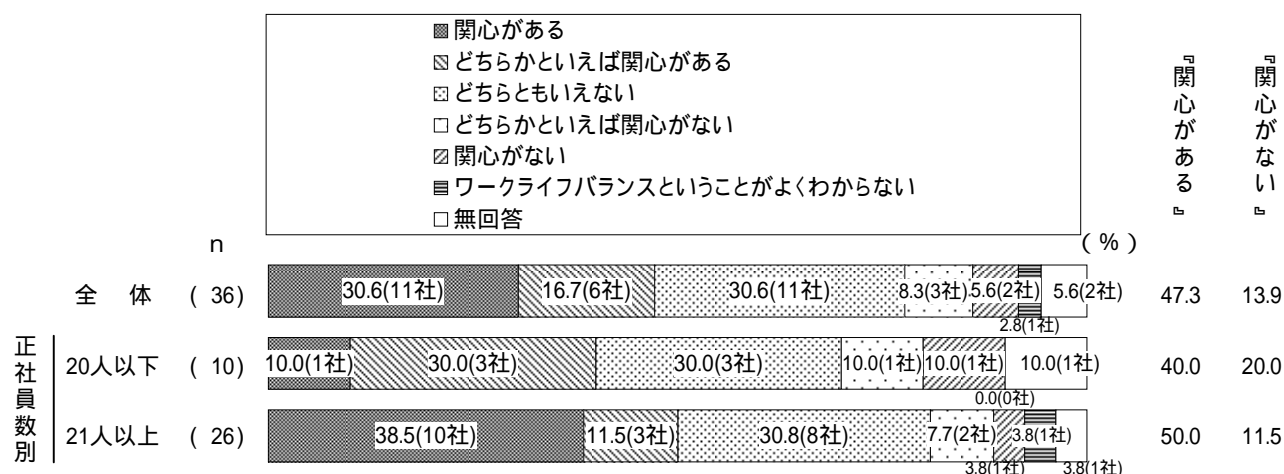 関心がある
どちらかといえば関心がある
どちらともいえない
どちらかといえば関心がない
関心がない
ワークライフバランスということがよくわからない
無回答
『関心がある』
『関心がない』
n
(%)
全 体 ( 36) 30.6(11社) 16.7(6社) 30.6(11社) 8.3(3社) 5.6(2社) 2.8(1社) 5.6(2社) 47.3 13.9
正社員数別
20人以下 ( 10) 10.0(1社) 30.0(3社) 30.0(3社) 10.0(1社) 10.0(1社) 0.0(0社) 10.0(1社) 40.0 20.0
21人以上 ( 26) 38.5(10社) 11.5(3社) 30.8(8社) 7.7(2社) 3.8(1社) 3.8(1社) 3.8(1社) 50.0 11.5